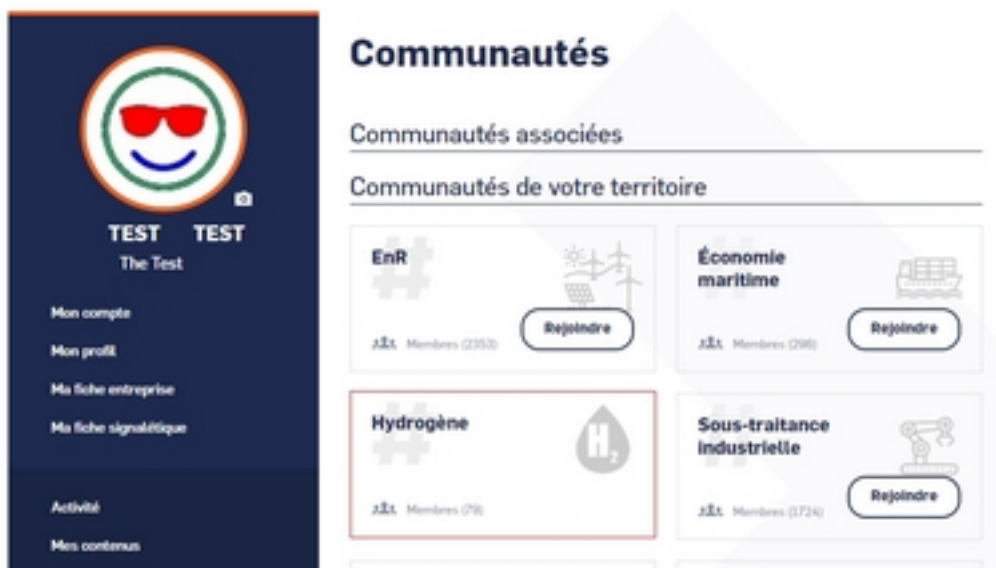 TEST TEST
The Test
Mon compte
Mon profil
Ma fiche entreprise
Ma fiche signalétique
Activité
Mes contenus
Communautés
Communautés associées
Communautés de votre territoire
EnR
Membres (2353)
Rejoindre
Économie
maritime
Membres (298)
Rejoindre
Hydrogène
H2
Membres (79)
Sous-traitance
industrielle
Membres (1724)
Rejoindre